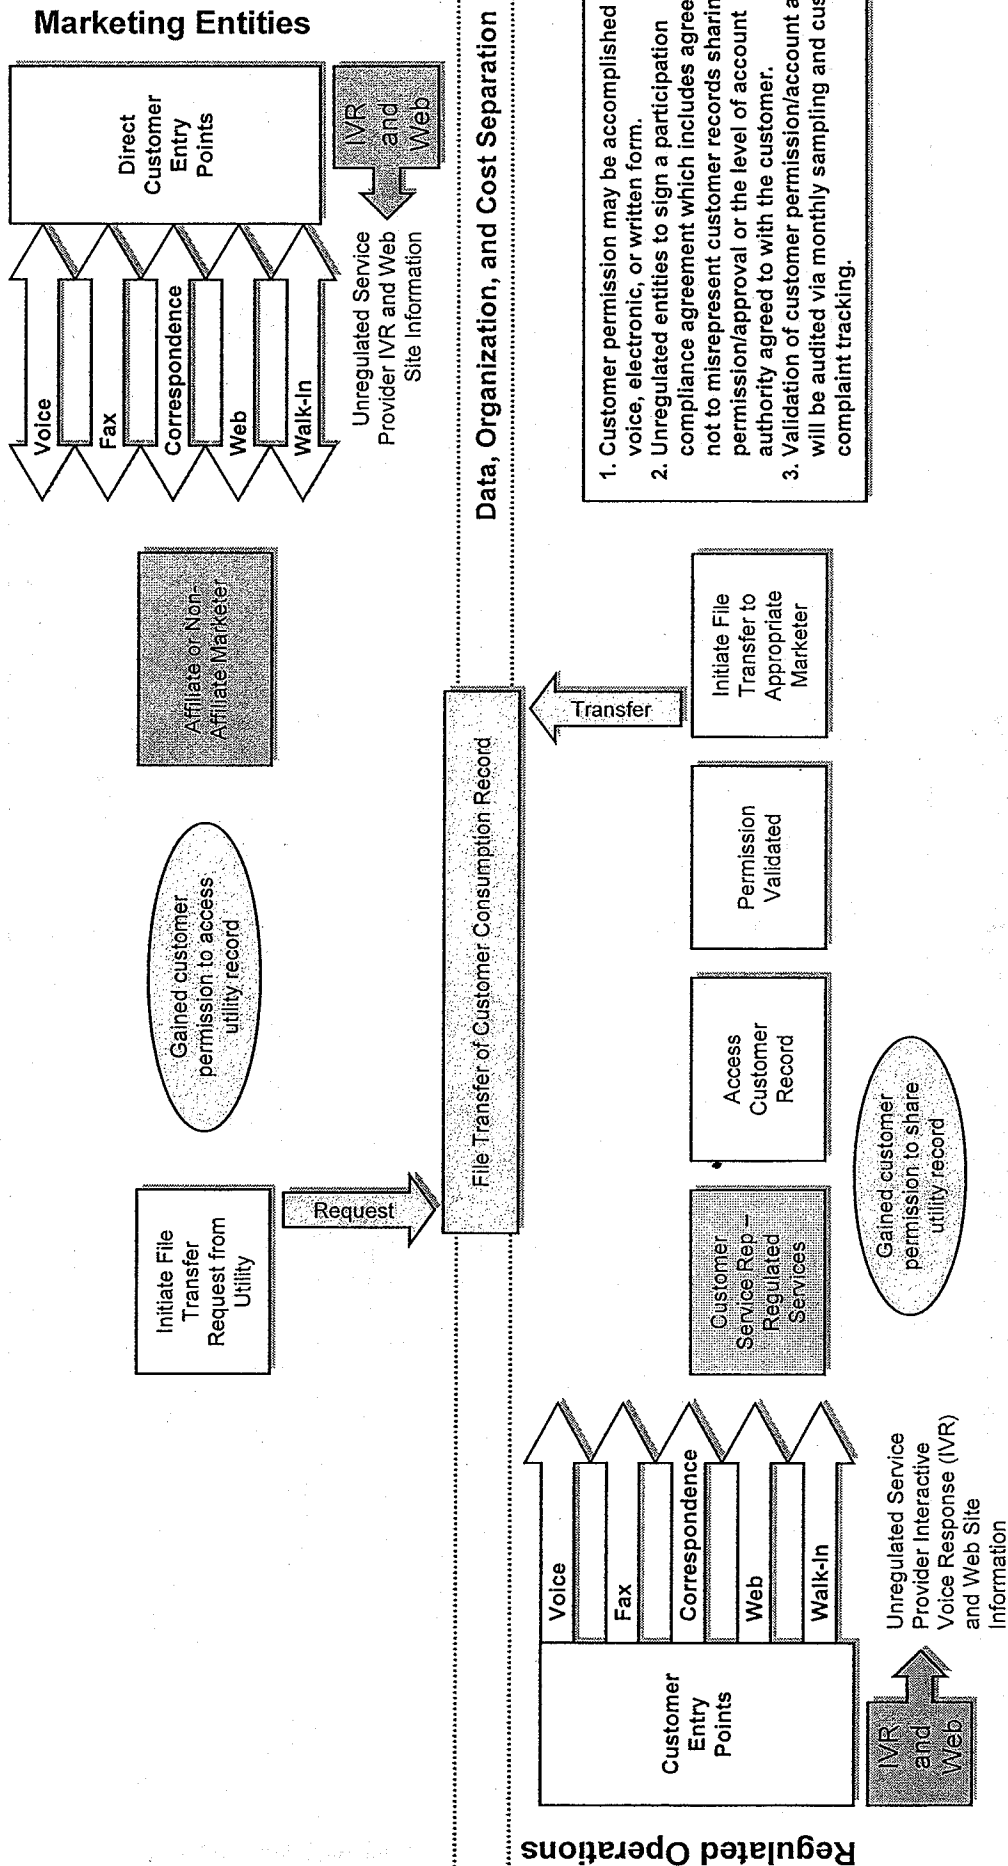 Marketing Entities
Direct
Customer
Entry
Points
IVR
and
Web
Voice
Fax
Correspondence
Web
Walk-In
Unregulated Service
Provider IVR and Web
Site Information
Affiliate or Non-
Affiliate Marketer
Gained customer
permission to access
utility record
Initiate File
Transfer
Request from
Utility
Request
Data, Organization, and Cost Separation
File Transfer of Customer Consumption Record
Transfer
1. Customer permission may be accomplished
voice, electronic, or written form.
2. Unregulated entities to sign a participation
compliance agreement which includes
not to misrepresent customer records
permission/approval or the level of account
authority agreed to with the customer.
3. Validation of customer permission/account
will be audited via monthly sampling and
complaint tracking.
Initiate File
Transfer to
Appropriate
Marketer
Permission
Validated
Access
Customer
Record
Customer
Service Rep –
Regulated
Services
Gained customer
permission to share
utility record
Voice
Fax
Correspondence
Web
Walk-In
Customer
Entry
Points
IVR
and
Web
Unregulated Service
Provider Interactive
Voice Response (IVR)
and Web Site
Information
Regulated Operations